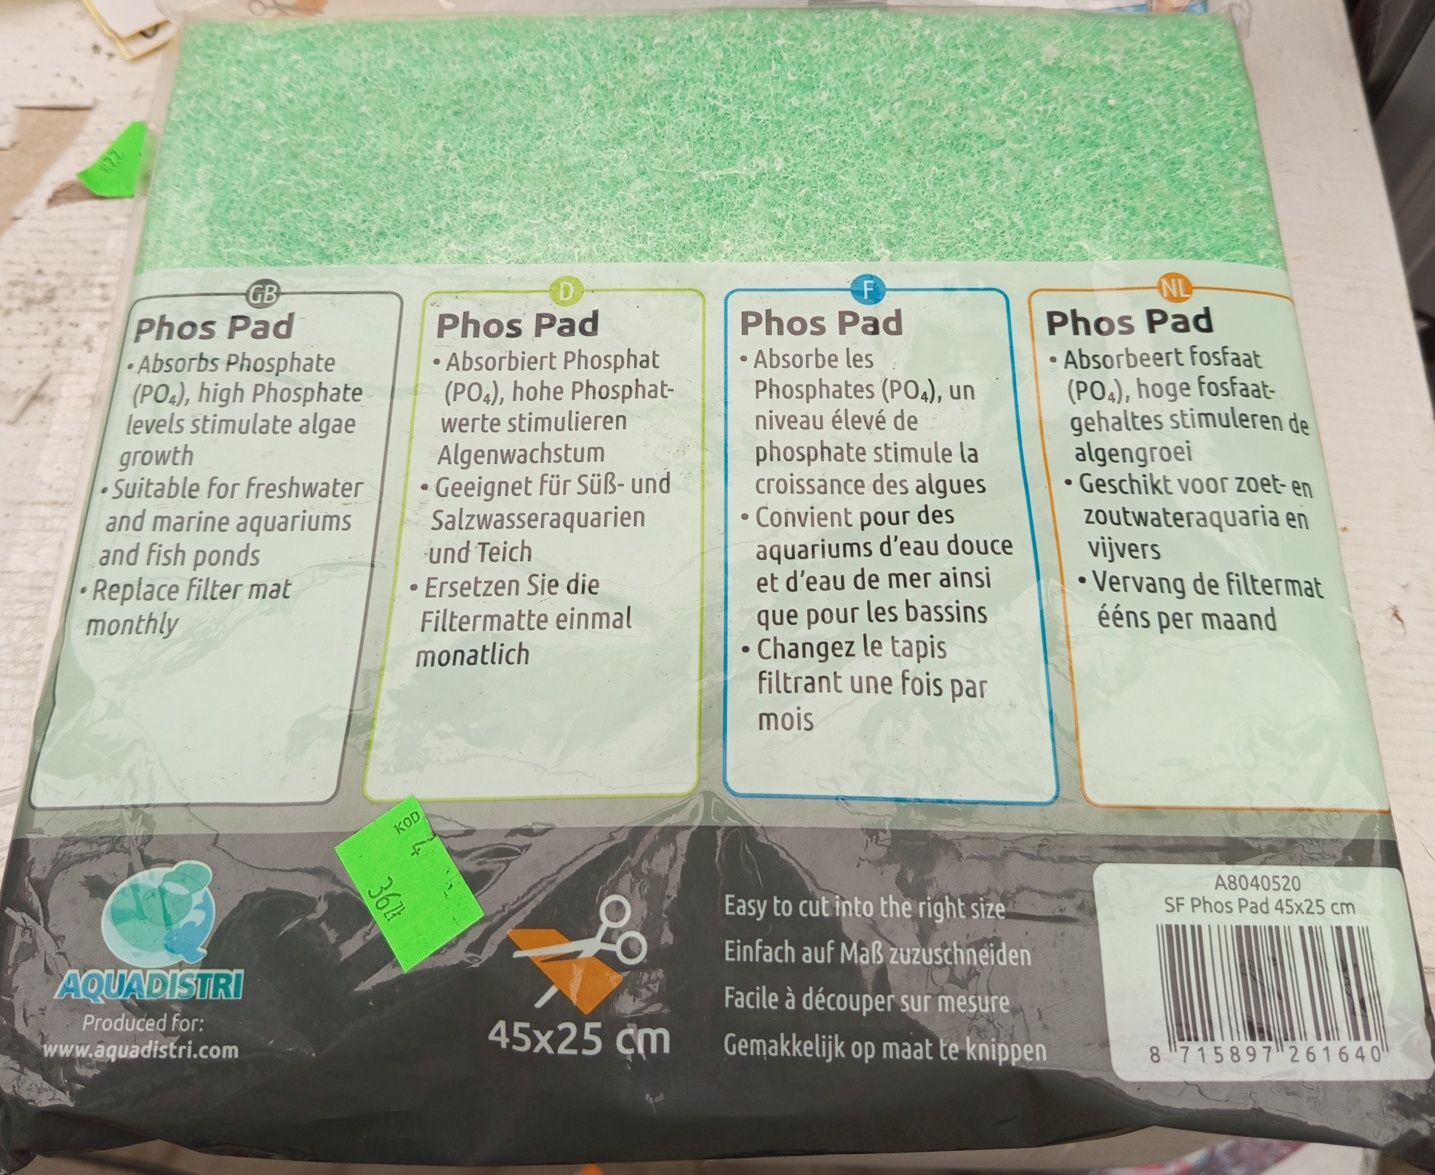 GB
Phos Pad
• Absorbs Phosphate
(PO₄), high Phosphate
levels stimulate algae
growth
• Suitable for freshwater
and marine aquariums
and fish ponds
• Replace filter mat
monthly
D
Phos Pad
• Absorbiert Phosphat
(PO₄), hohe Phosphat-
werte stimulieren
Algenwachstum
• Geeignet für Süß- und
Salzwasseraquarien
und Teich
• Ersetzen Sie die
Filtermatte einmal
monatlich
F
Phos Pad
• Absorbe les
Phosphates (PO₄), un
niveau élevé de
phosphate stimule la
croissance des algues
• Convient pour des
aquariums d'eau douce
et d'eau de mer ainsi
que pour les bassins
• Changez le tapis
filtrant une fois par
mois
NL
Phos Pad
• Absorbeert fosfaat
(PO₄), hoge fosfaat-
gehaltes stimuleren de
algengroei
• Geschikt voor zoet- en
zoutwateraquaria en
vijvers
• Vervang de filtermat
ééns per maand
KOD
AQUADISTRI
Produced for:
www.aquadistri.com
45x25 cm
Easy to cut into the right size
Einfach auf Maß zuzuschneiden
Facile à découper sur mesure
Gemakkelijk op maat te knippen
A8040520
SF Phos Pad 45x25 cm
8 715897 261640